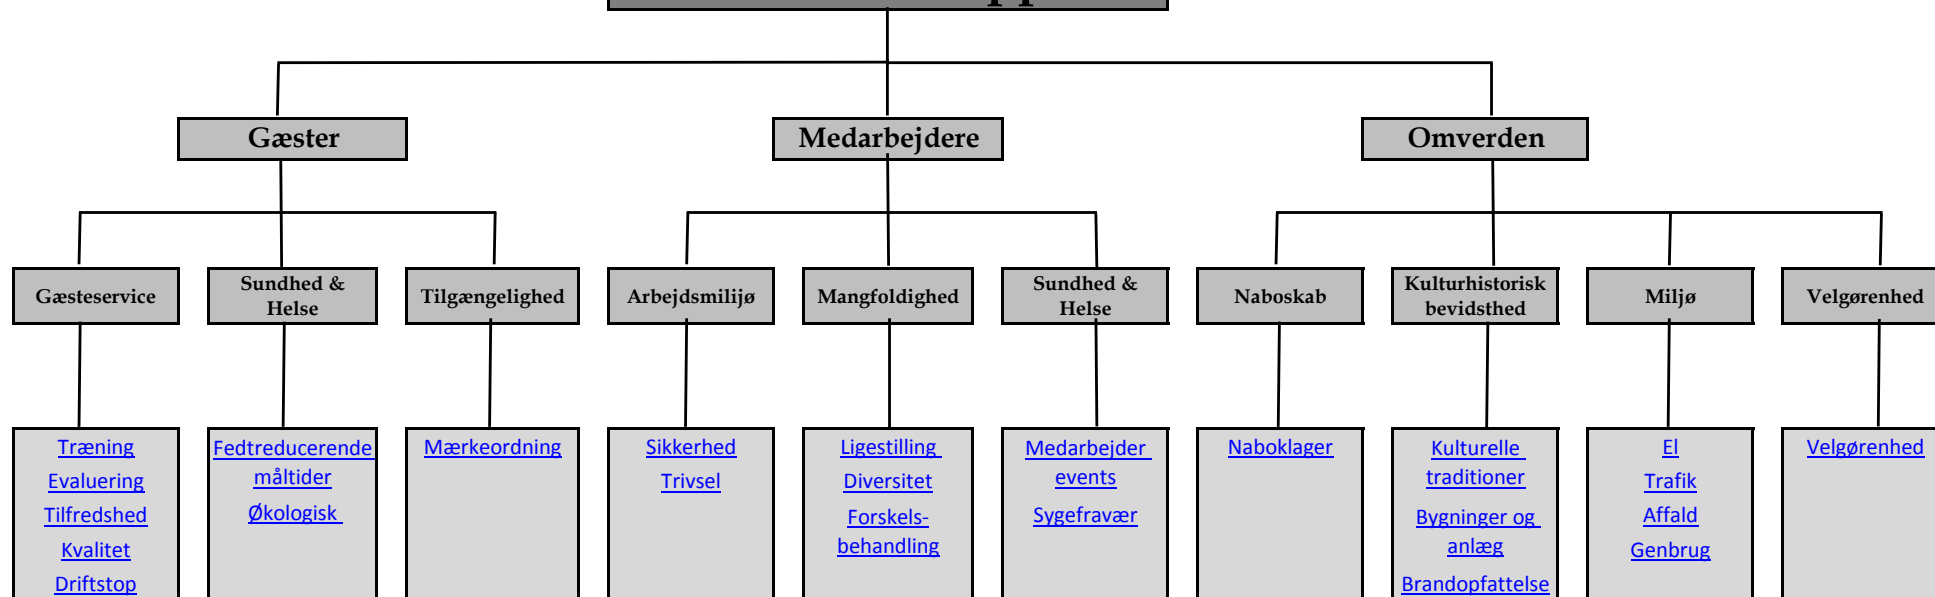 Gæster
Medarbejdere
Omverden
Gæsteservice
Sundhed &
Helse
Tilgængelighed
Arbejdsmilijø
Mangfoldighed
Sundhed &
Helse
Naboskab
Kulturhistorisk
bevidsthed
Miljø
Velgørenhed
Træning
Evaluering
Tilfredshed
Kvalitet
Driftstop
Fedtreducerende
måltider
Økologisk
Mærkeordning
Sikkerhed
Trivsel
Ligestilling
Diversitet
Forskels-
behandling
Medarbejder
events
Sygefravær
Naboklager
Kulturelle
traditioner
Bygninger og
anlæg
Brandopfattelse
El
Trafik
Affald
Genbrug
Velgørenhed